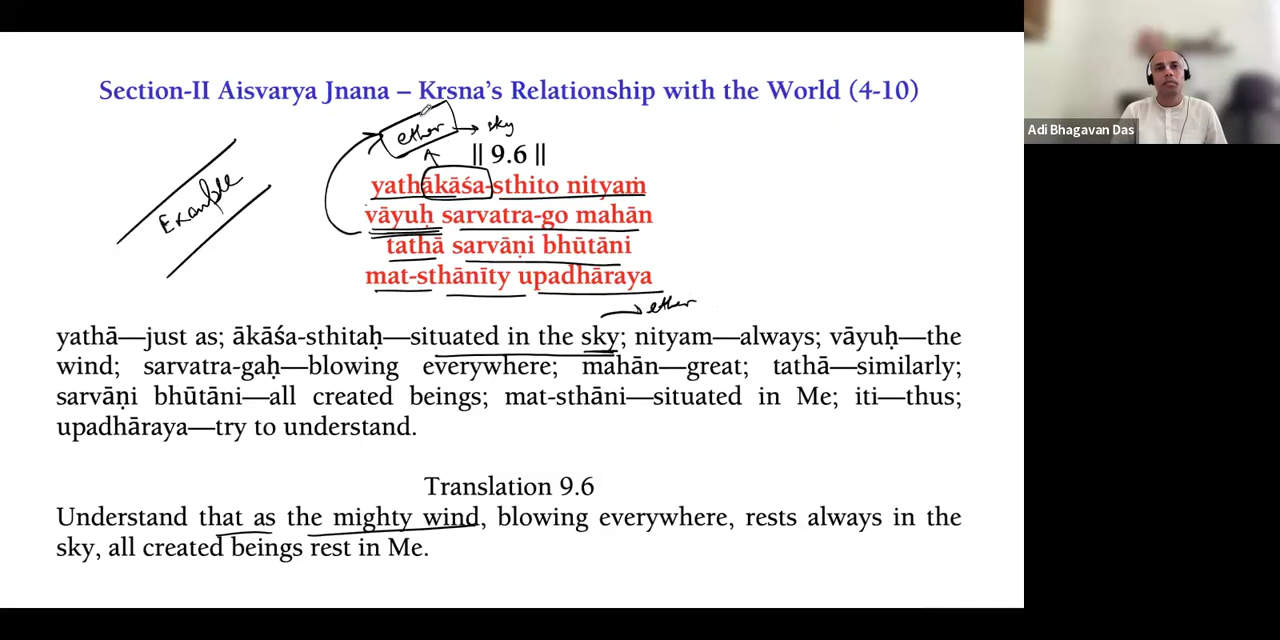 Section-II Aisvarya Jnana – Krsna's Relationship with the World (4-10)
ether → sky
|| 9.6 ||
Example
yathākāśa-sthito nityaṁ
vāyuḥ sarvatra-go mahān
tathā sarvāṇi bhūtāni
mat-sthānīty upadhāraya
ether
yathā—just as; ākāśa-sthitaḥ—situated in the sky; nityam—always; vāyuḥ—the
wind; sarvatra-gaḥ—blowing everywhere; mahān—great; tathā—similarly;
sarvāṇi bhūtāni—all created beings; mat-sthāni—situated in Me; iti—thus;
upadhāraya—try to understand.
Translation 9.6
Understand that as the mighty wind, blowing everywhere, rests always in the
sky, all created beings rest in Me.
Adi Bhagavan Das